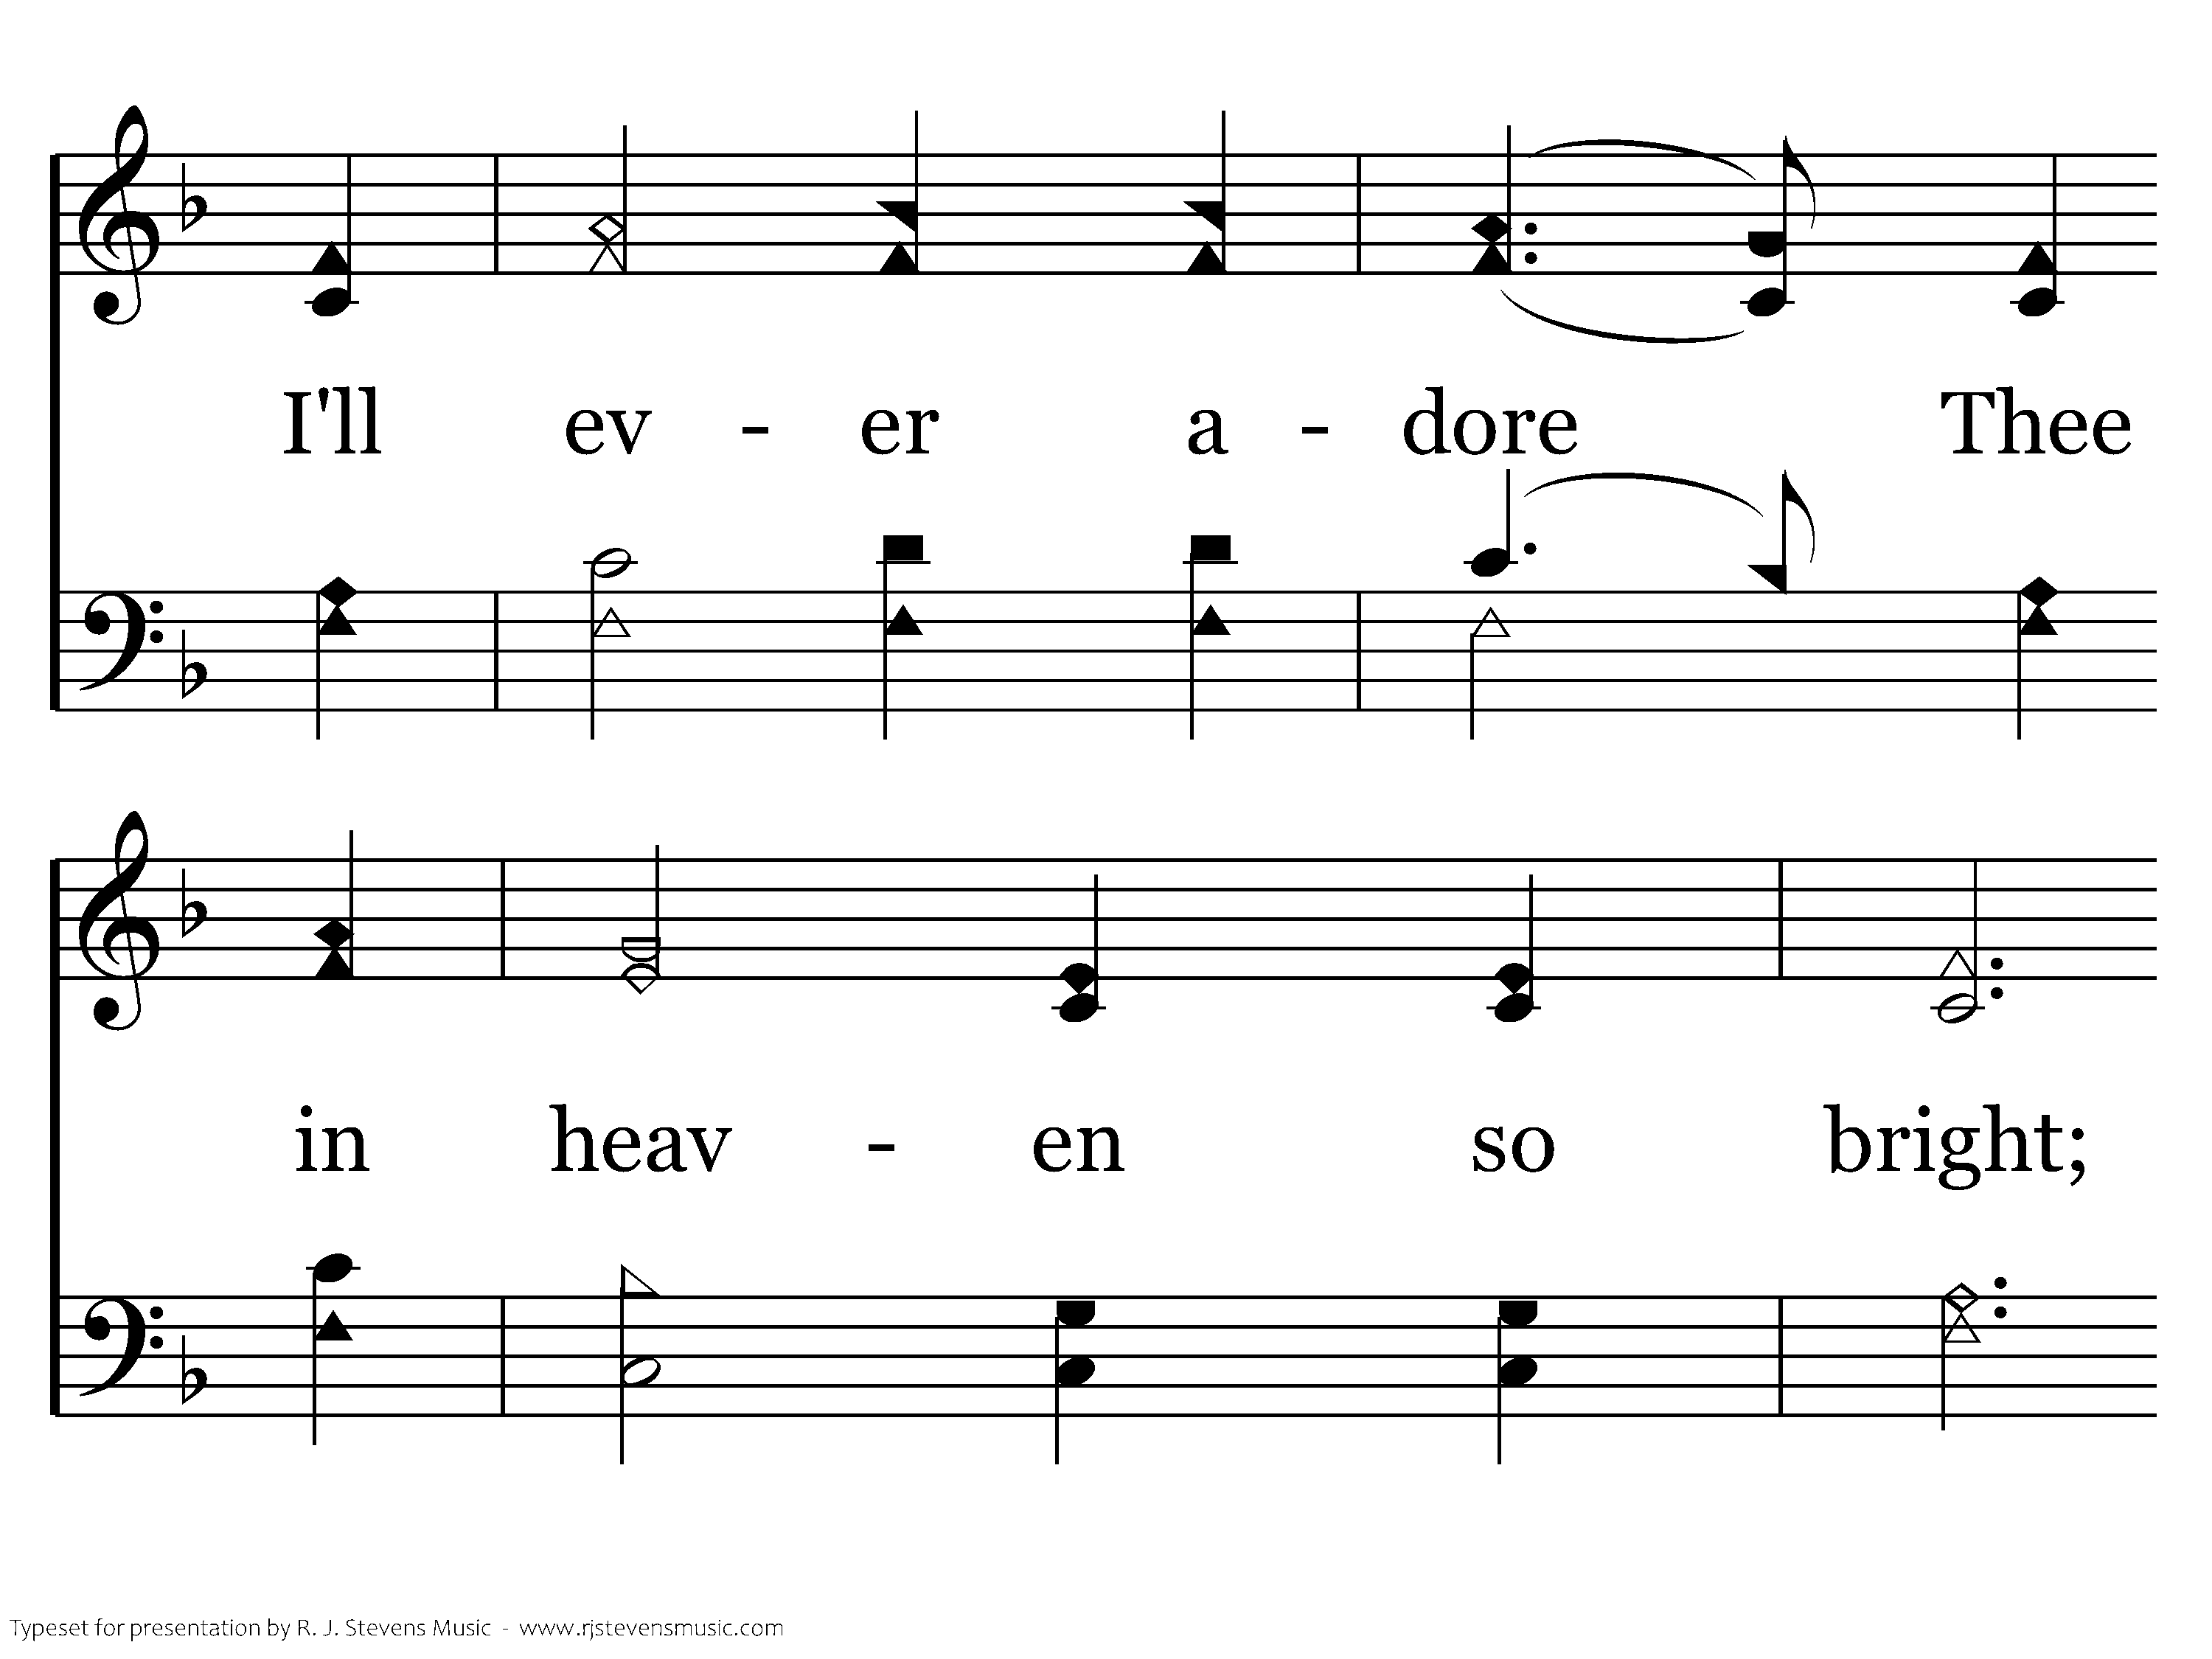 I'll ev - er a - dore Thee
in heav - en so bright;
Typeset for presentation by R. J. Stevens Music - www.rjstevensmusic.com